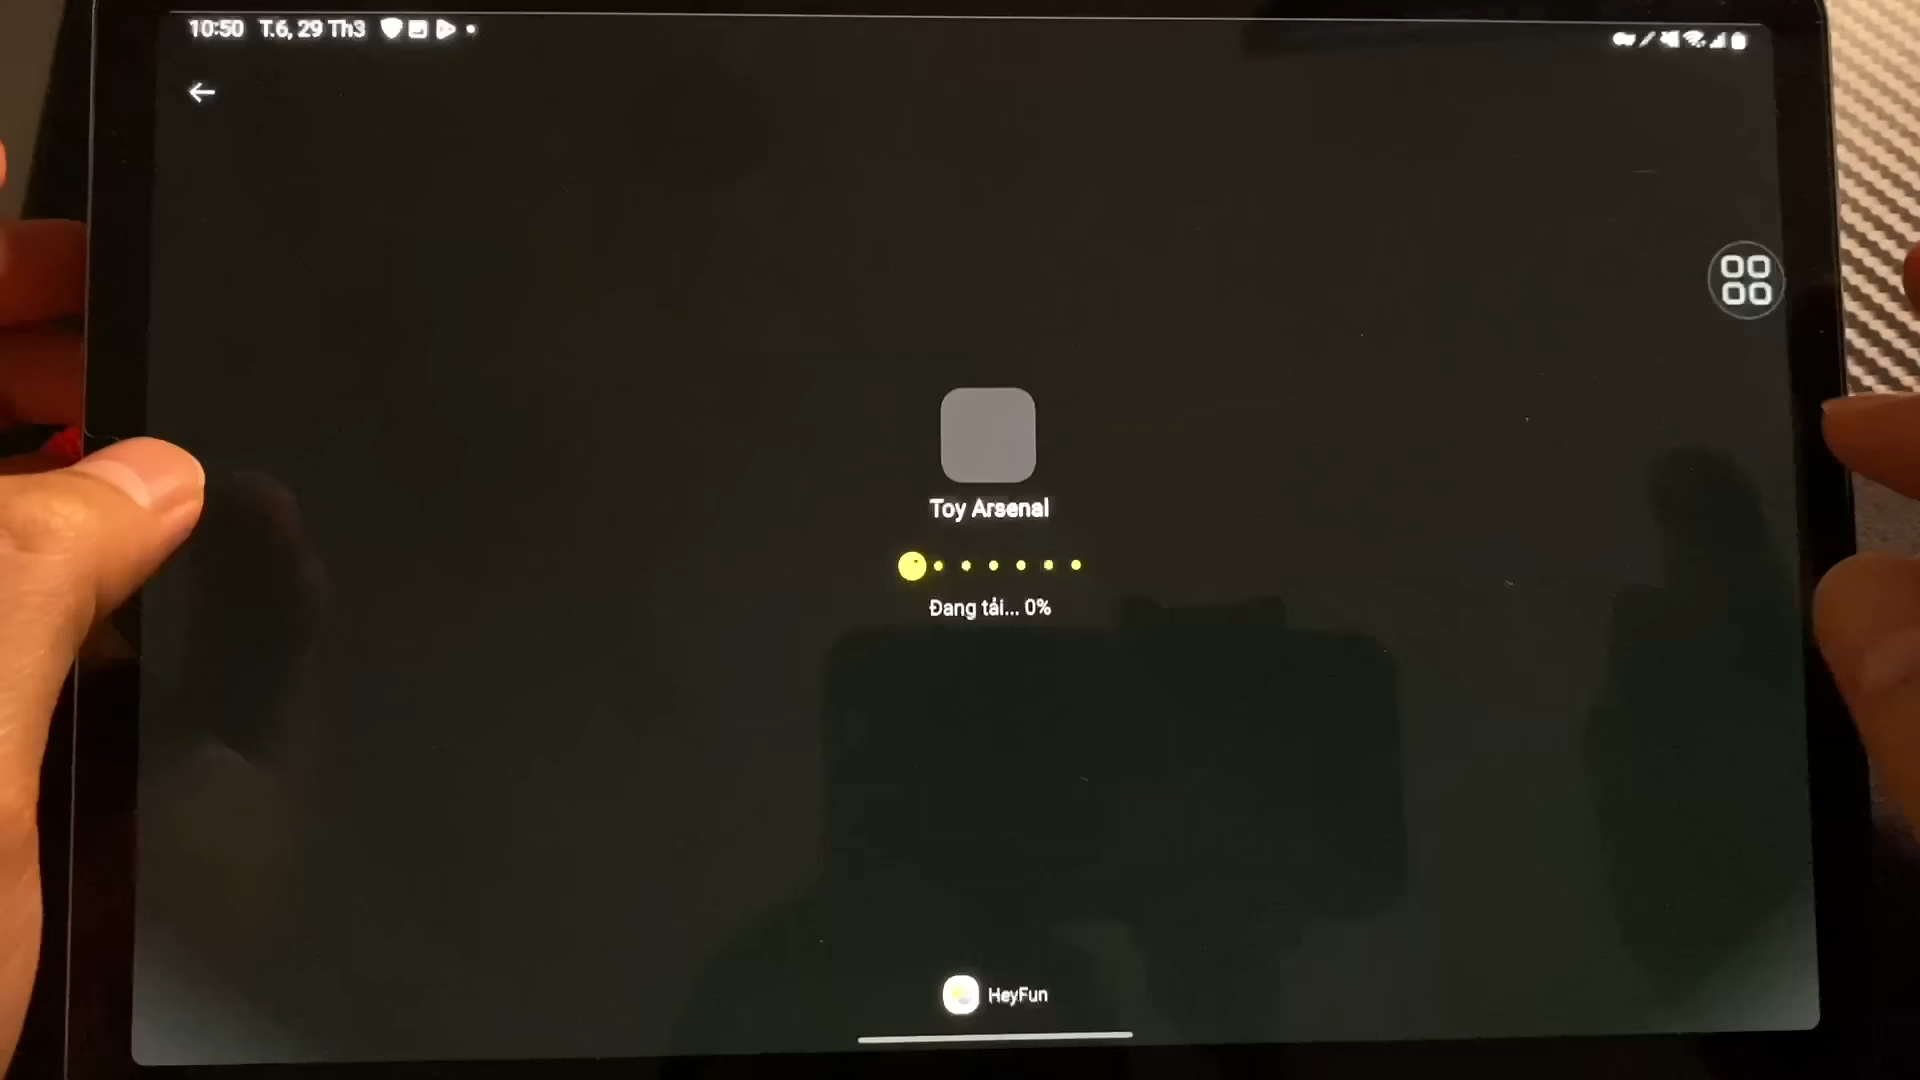 10:50 T.6, 29 Th3
Toy Arsenal
Đang tải... 0%
HeyFun